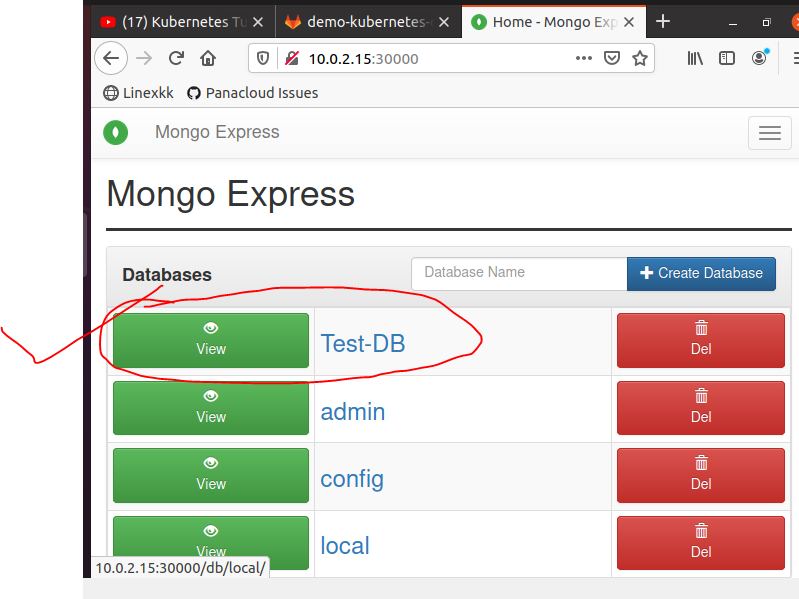 (17) Kubernetes Tu
demo-kubernetes-
Home - Mongo Exp
10.0.2.15:30000
Linexkk
Panacloud Issues
Mongo Express
Mongo Express
Databases
Database Name
Create Database
View
Test-DB
Del
View
admin
Del
View
config
Del
View
local
Del
10.0.2.15:30000/db/local/